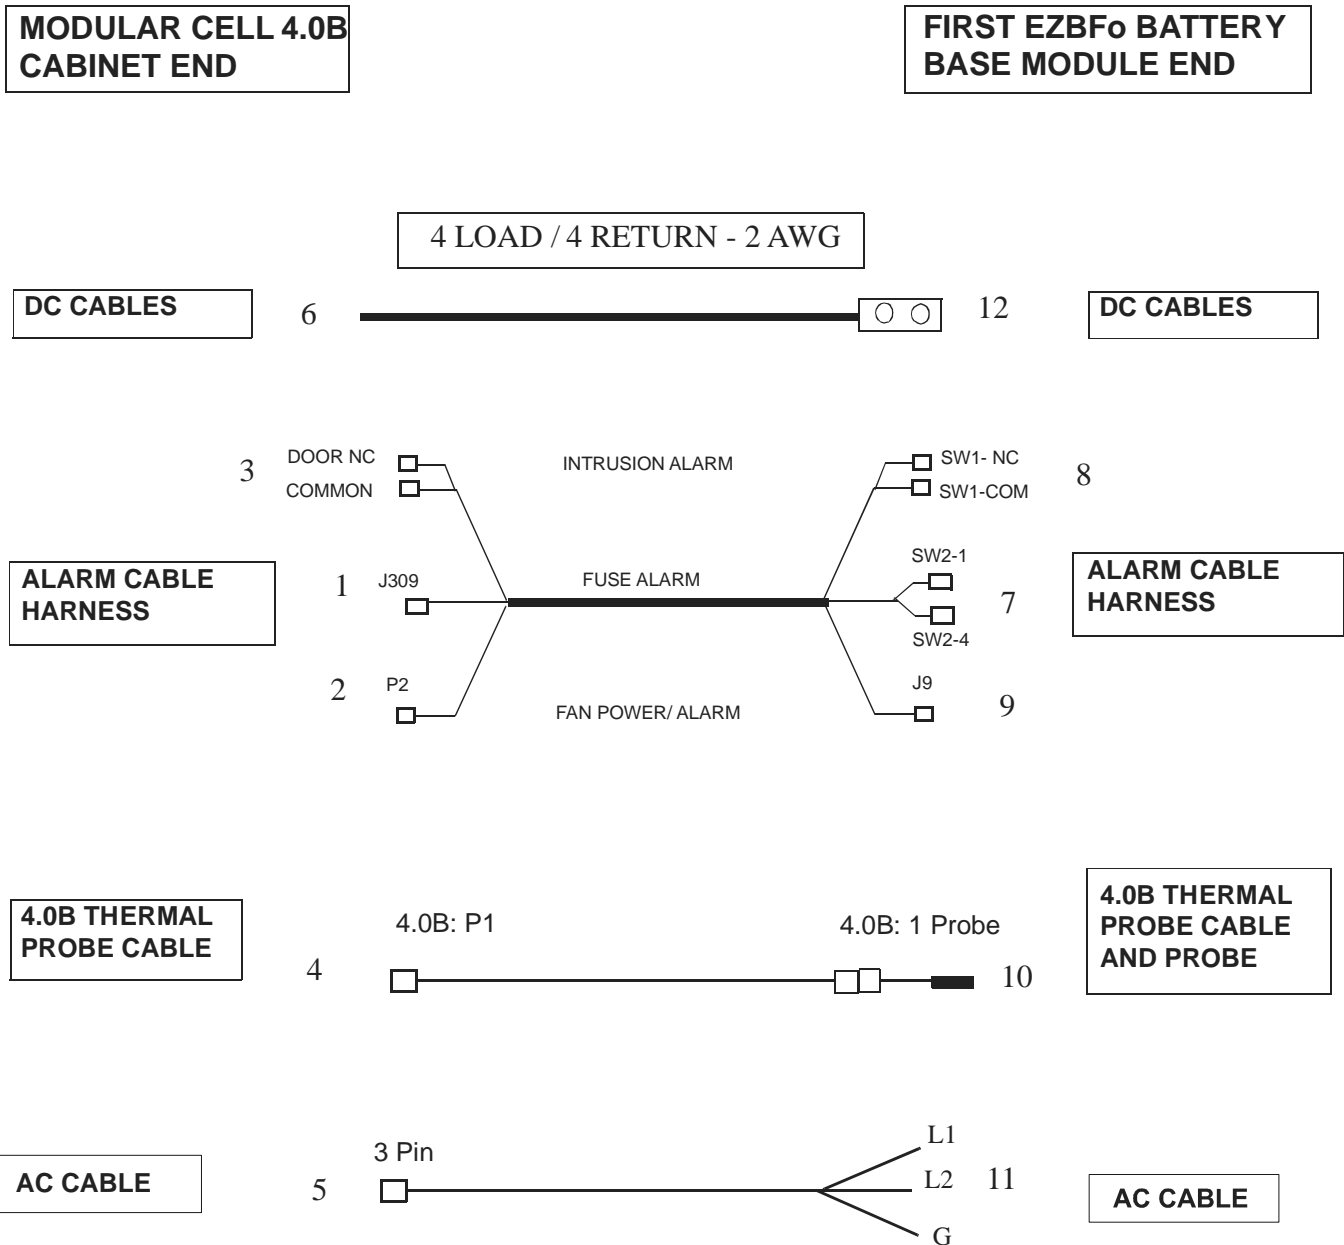 MODULAR CELL 4.0B
CABINET END
FIRST EZBFo BATTERY
BASE MODULE END
4 LOAD / 4 RETURN - 2 AWG
DC CABLES
6
12
DC CABLES
3
DOOR NC
COMMON
INTRUSION ALARM
SW1- NC
SW1-COM
8
ALARM CABLE
HARNESS
1
J309
FUSE ALARM
SW2-1
SW2-4
7
ALARM CABLE
HARNESS
2
P2
FAN POWER/ ALARM
J9
9
4.0B THERMAL
PROBE CABLE
4
4.0B: P1
4.0B: 1 Probe
10
4.0B THERMAL
PROBE CABLE
AND PROBE
AC CABLE
5
3 Pin
L1
L2
G
11
AC CABLE